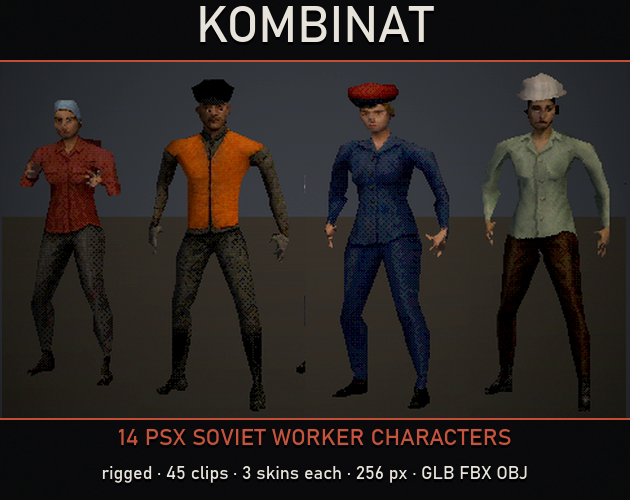 KOMBINAT
14 PSX SOVIET WORKER CHARACTERS
rigged · 45 clips · 3 skins each · 256 px · GLB FBX OBJ